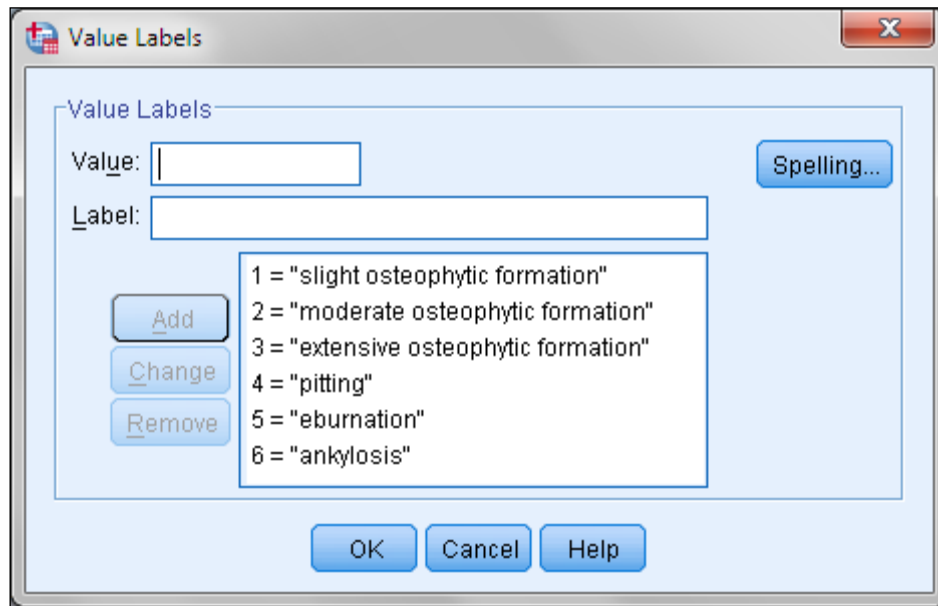 Value Labels
Value Labels
Value:
Spelling...
Label:
1 = "slight osteophytic formation"
2 = "moderate osteophytic formation"
3 = "extensive osteophytic formation"
4 = "pitting"
5 = "eburnation"
6 = "ankylosis"
Add
Change
Remove
OK Cancel Help